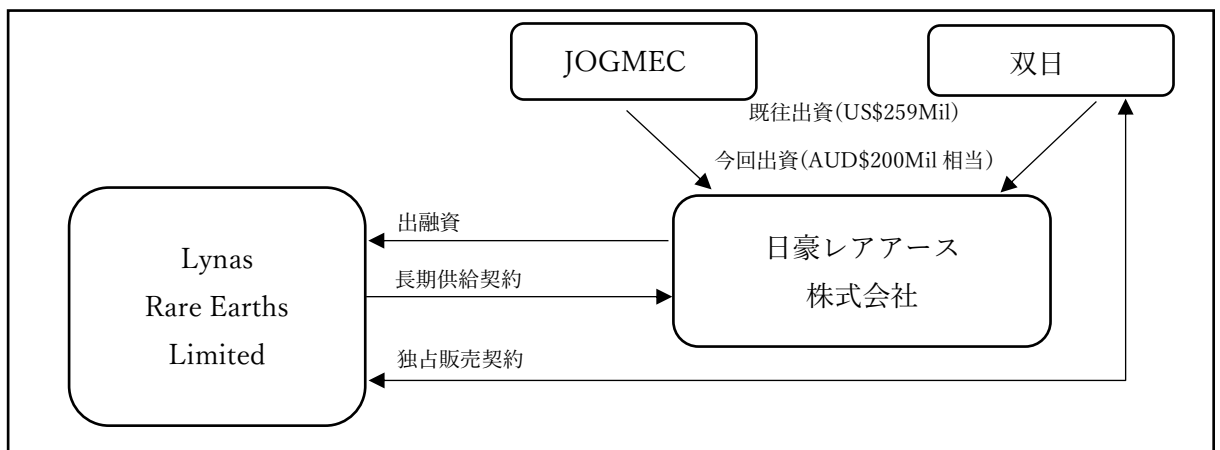 JOGMEC
双日
既往出資(US$259Mil)
今回出資(AUD$200Mil 相当)
出融資
長期供給契約
独占販売契約
Lynas
Rare Earths
Limited
日豪レアアース
株式会社